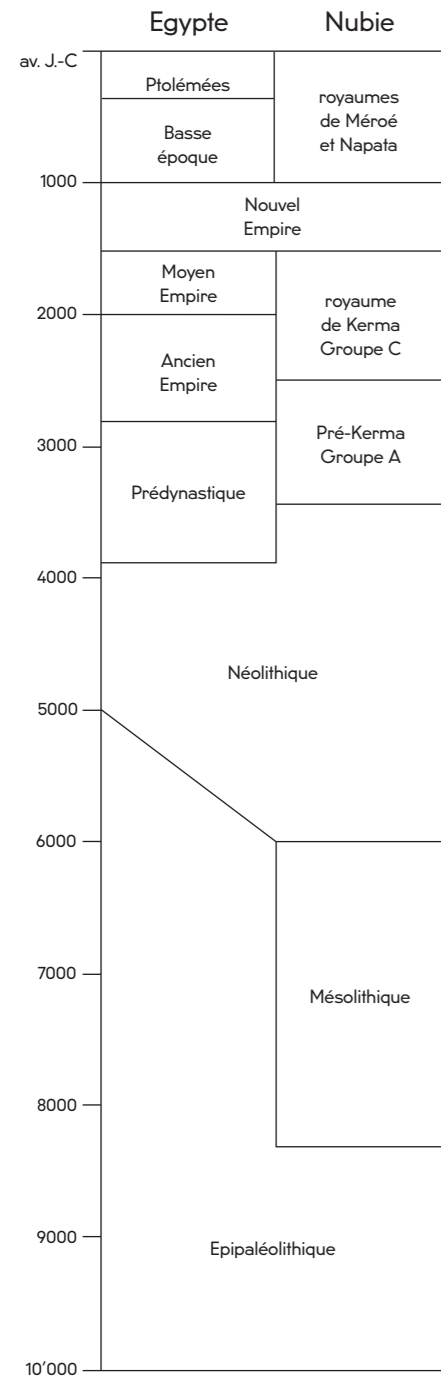 Egypte
Nubie
av. J.-C
Ptolémées
royaumes
de Méroé
et Napata
Basse
époque
1000
Nouvel
Empire
Moyen
Empire
2000
royaume
de Kerma
Groupe C
Ancien
Empire
3000
Pré-Kerma
Groupe A
Prédynastique
4000
Néolithique
5000
6000
7000
Mésolithique
8000
9000
Epipaléolithique
10'000